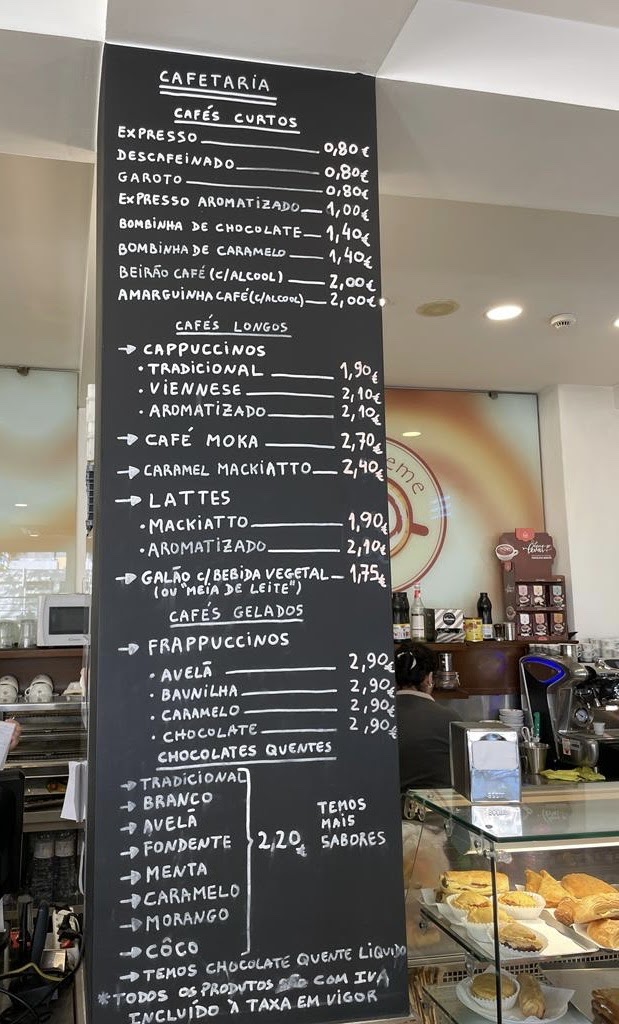 CAFETARIA
CAFÉS CURTOS
EXPRESSO 0,80€
DESCAFEINADO 0,80€
GAROTO 0,80€
EXPRESSO AROMATIZADO 1,00€
BOMBINHA DE CHOCOLATE 1,40€
BOMBINHA DE CARAMELO 1,40€
BEIRÃO CAFÉ (C/ALCOOL) 2,00€
AMARGUINHA CAFÉ (C/ALCOOL) 2,00€
CAFÉS LONGOS
→ CAPPUCCINOS
• TRADICIONAL 1,90€
• VIENNESE 2,10€
• AROMATIZADO 2,10€
→ CAFÉ MOKA 2,70€
→ CARAMEL MACKIATTO 2,40€
→ LATTES
• MACKIATTO 1,90€
• AROMATIZADO 2,10€
→ GALÃO C/BEBIDA VEGETAL 1,75€
(OU "MEIA DE LEITE")
CAFÉS GELADOS
→ FRAPPUCCINOS
• AVELÃ 2,90€
• BAUNILHA 2,90€
• CARAMELO 2,90€
• CHOCOLATE 2,90€
CHOCOLATES QUENTES
→ TRADICIONAL
→ BRANCO
→ AVELÃ
→ FONDENTE
→ MENTA
→ CARAMELO
→ MORANGO
→ CÔCO
2,20€
TEMOS
MAIS
SABORES
→ TEMOS CHOCOLATE QUENTE LIQUIDO
*TODOS OS PRODUTOS SÃO COM IVA
INCLUÍDO À TAXA EM VIGOR
eme